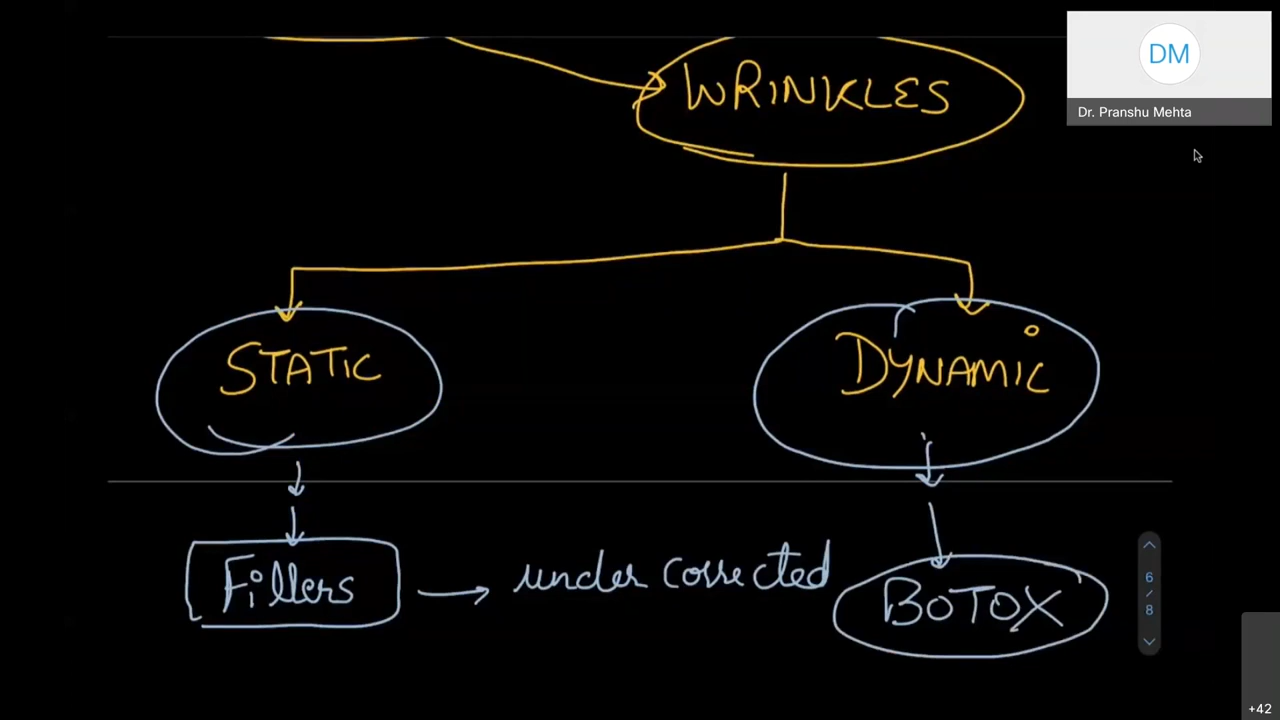 DM
Dr. Pranshu Mehta
WRINKLES
STATIC
DYNAMIC
Fillers → under corrected
BOTOX
6
/
8
+42